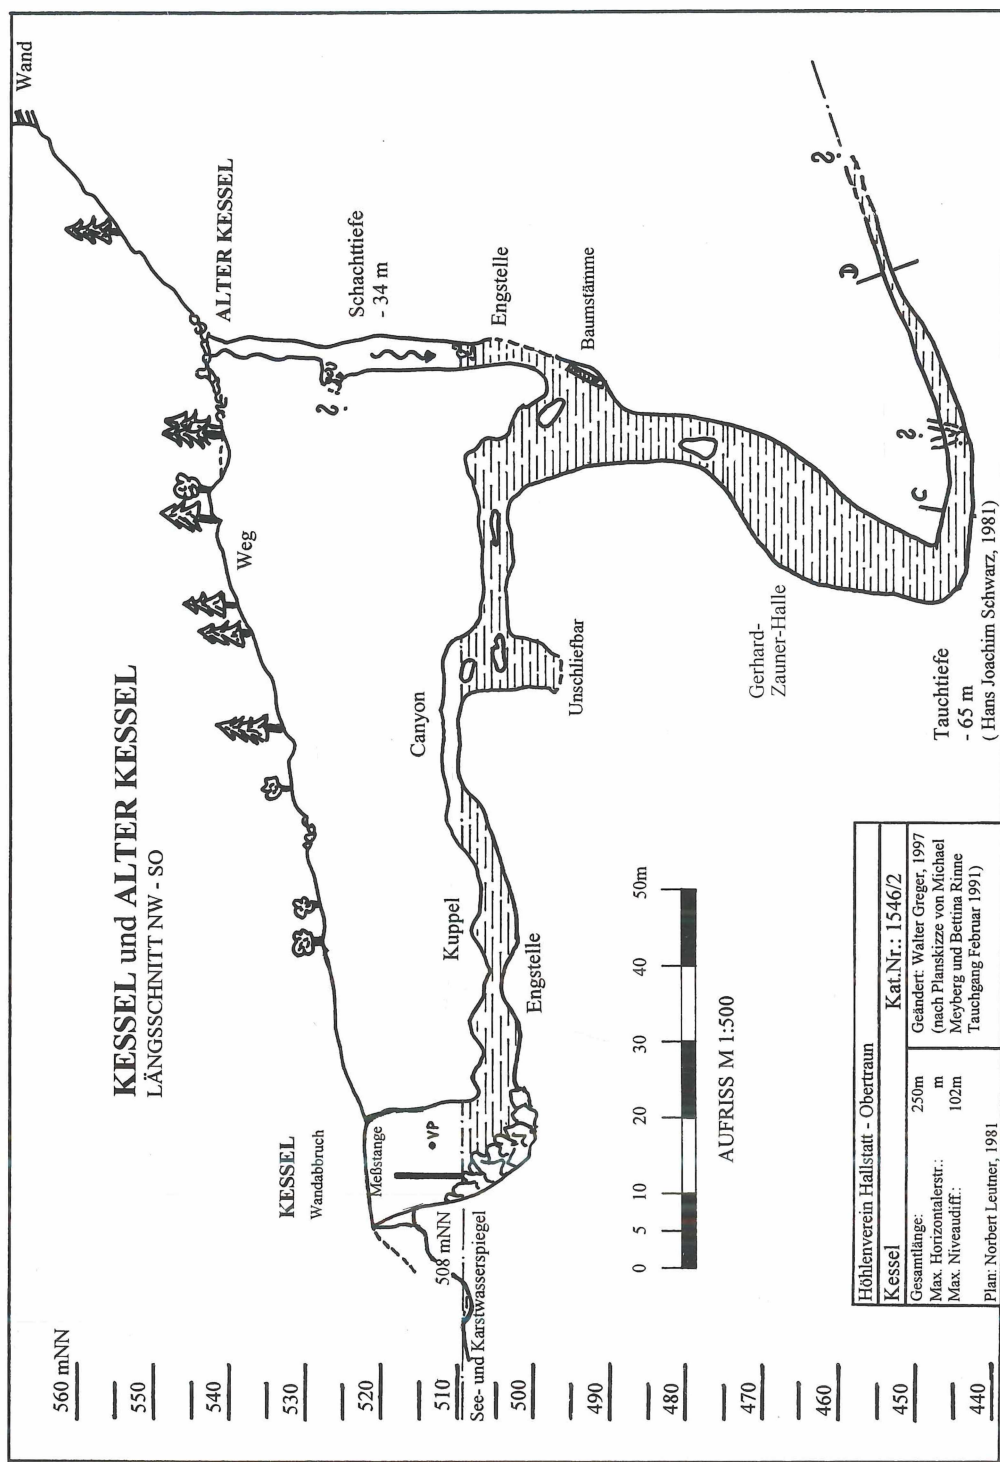 KESSEL und ALTER KESSEL
LÄNGSSCHNITT NW - SO
560 mNN
550
540
530
520
510
500
490
480
470
460
450
440
Wand
ALTER KESSEL
Schachttiefe
- 34 m
Engstelle
Baumstämme
?
Weg
KESSEL
Wandabbruch
Meßstange
VP
508 mNN
See- und Karstwasserspiegel
Kuppel
Engstelle
Canyon
Unschliefbar
Gerhard-
Zauner-Halle
Tauchtiefe
- 65 m
( Hans Joachim Schwarz, 1981)
C
?
D
?
0
5
10
20
30
40
50m
AUFRISS M 1:500
Höhlenverein Hallstatt - Obertraun
Kessel Kat.Nr.: 1546/2
Gesamtlänge: 250m
Max. Horizontalerstr.: m
Max. Niveaudiff.: 102m
Plan: Norbert Leutner, 1981
Geändert: Walter Greger, 1997
(nach Planskizze von Michael
Meyberg und Bettina Rinne
Tauchgang Februar 1991)